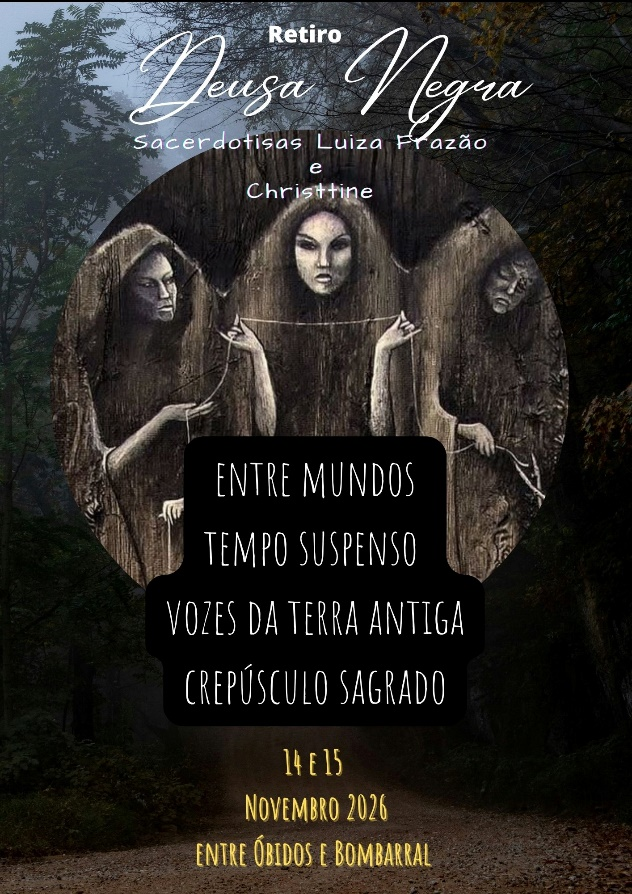 Retiro
Deusa Negra
Sacerdotisas Luiza Frazão
e
Christtine
ENTRE MUNDOS
TEMPO SUSPENSO
VOZES DA TERRA ANTIGA
CREPÚSCULO SAGRADO
14 E 15
NOVEMBRO 2026
ENTRE ÓBIDOS E BOMBARRAL